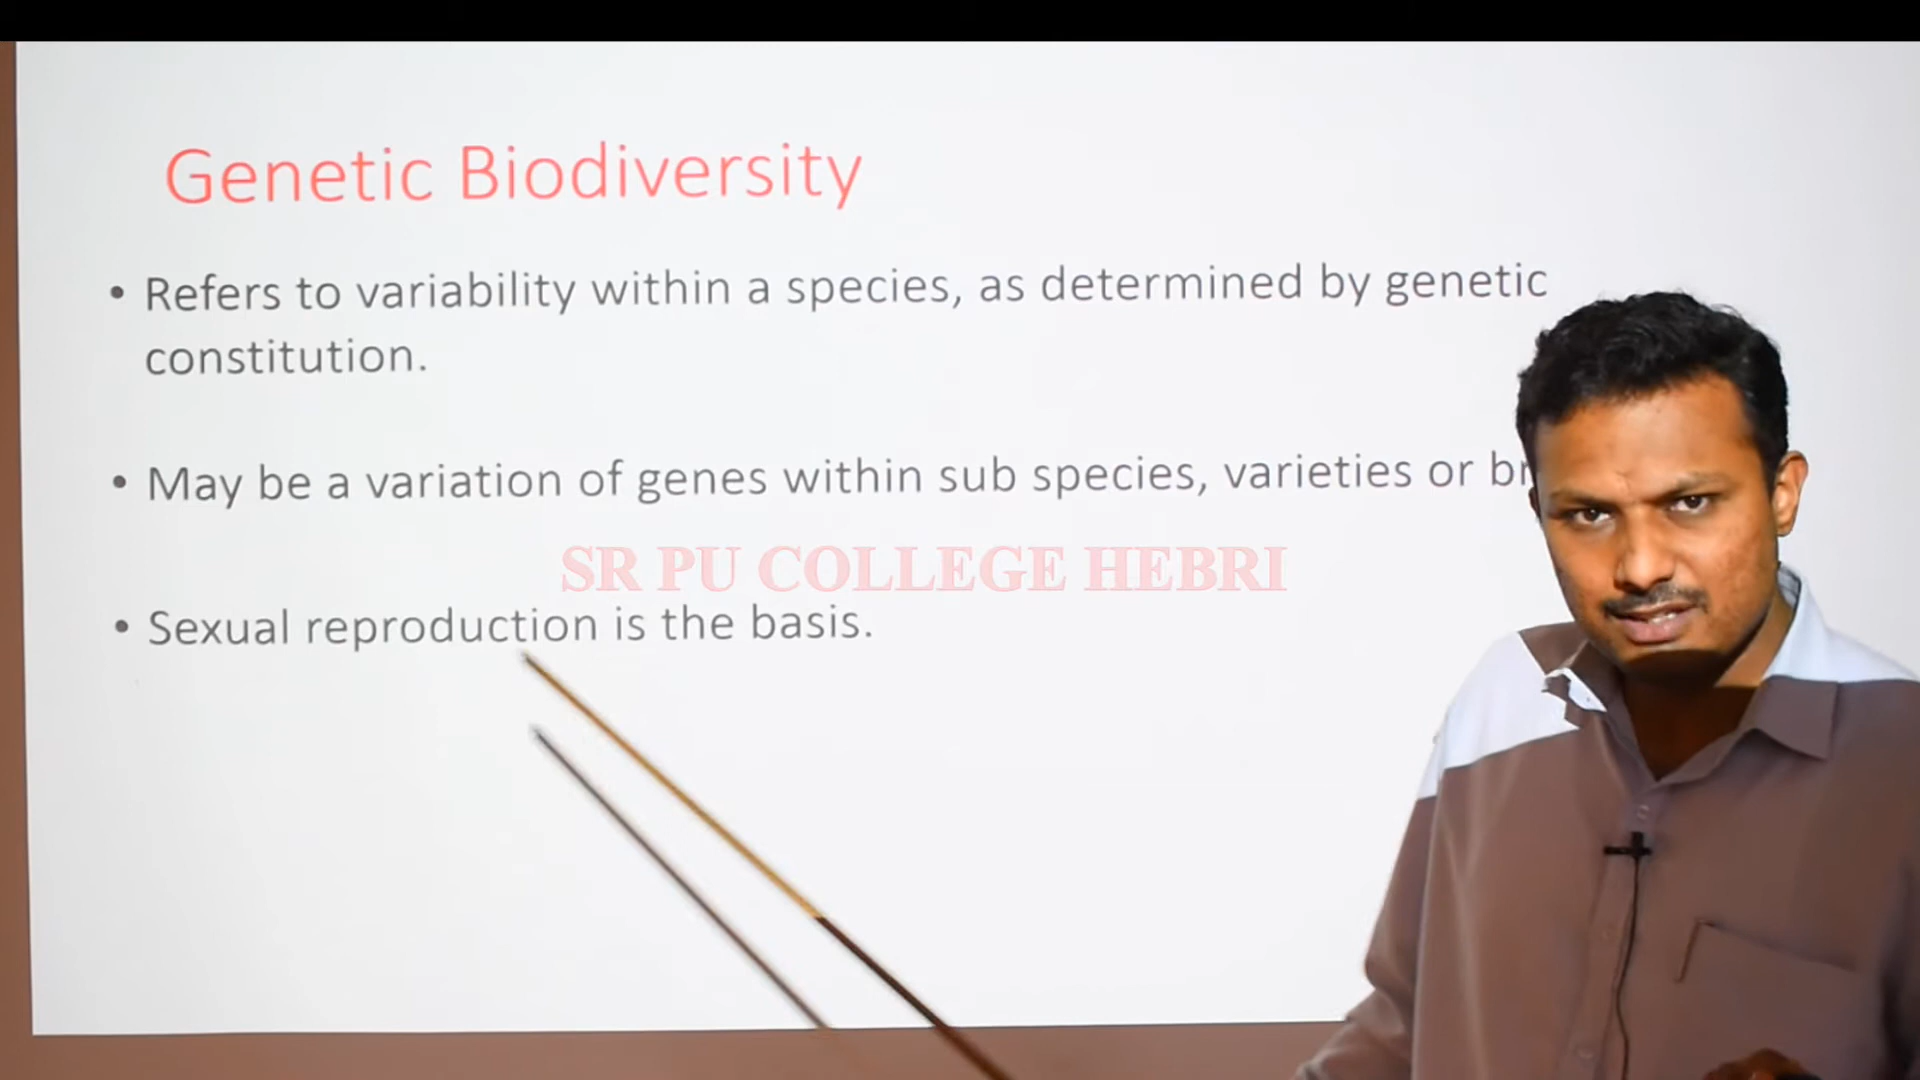 Genetic Biodiversity
• Refers to variability within a species, as determined by genetic
constitution.
• May be a variation of genes within sub species, varieties or
SR PU COLLEGE HEBRI
• Sexual reproduction is the basis.